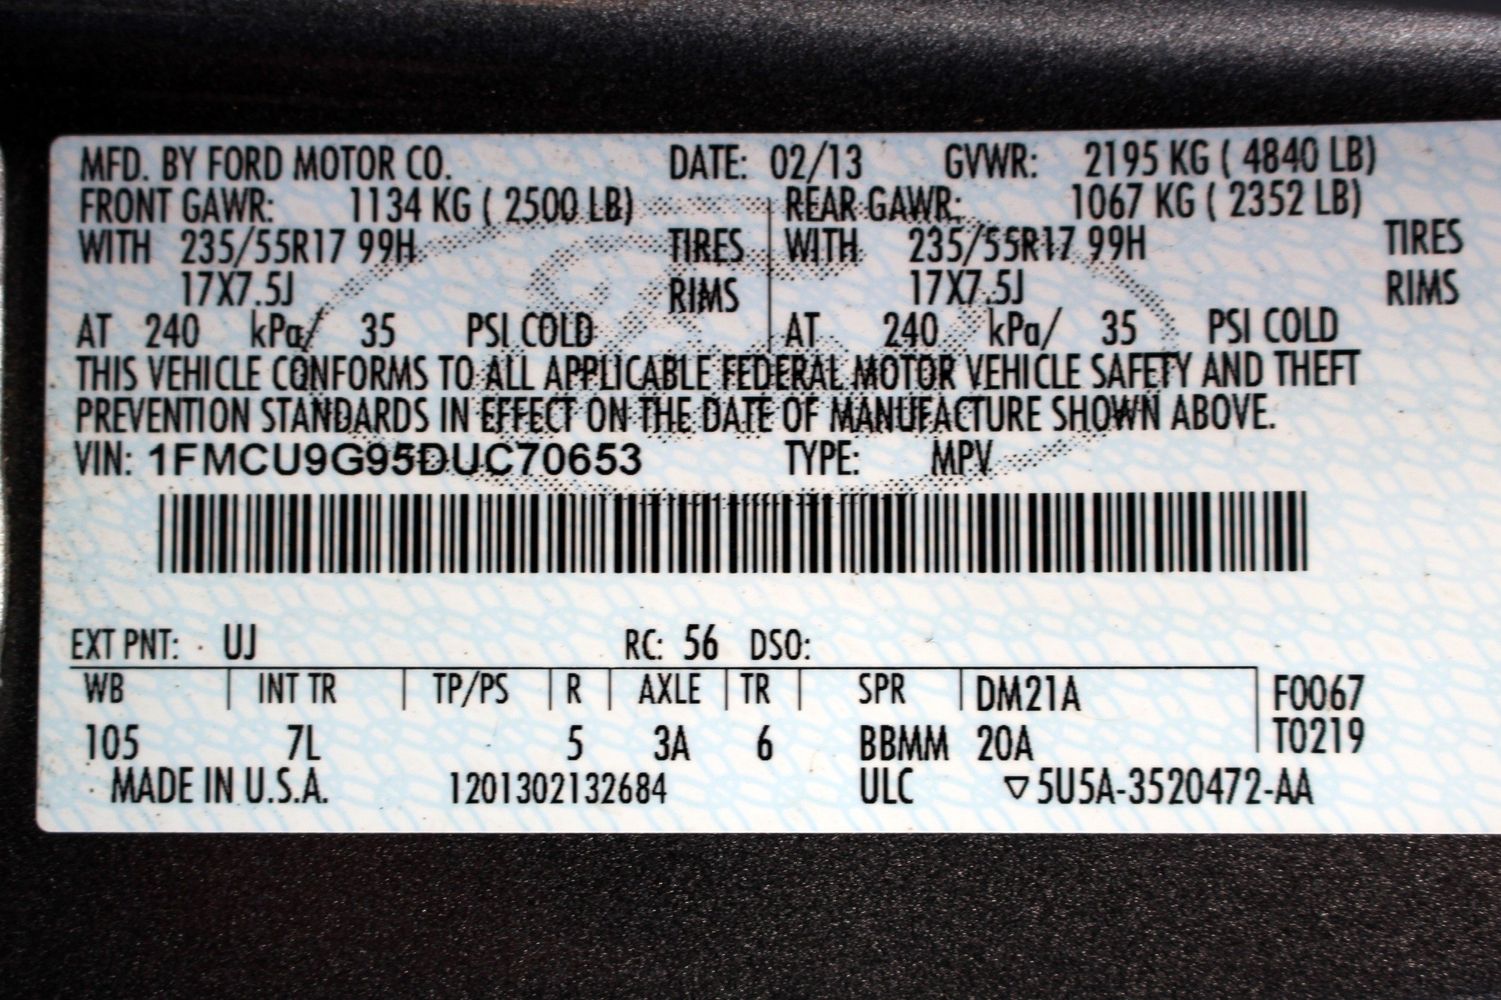 MFD. BY FORD MOTOR CO. DATE: 02/13 GVWR: 2195 KG ( 4840 LB)
FRONT GAWR: 1134 KG ( 2500 LB) REAR GAWR: 1067 KG ( 2352 LB)
WITH 235/55R17 99H TIRES WITH 235/55R17 99H TIRES
17X7.5J RIMS 17X7.5J RIMS
AT 240 kPa/ 35 PSI COLD AT 240 kPa/ 35 PSI COLD
THIS VEHICLE CONFORMS TO ALL APPLICABLE FEDERAL MOTOR VEHICLE SAFETY AND THEFT
PREVENTION STANDARDS IN EFFECT ON THE DATE OF MANUFACTURE SHOWN ABOVE.
VIN: 1FMCU9G95DUC70653 TYPE: MPV
EXT PNT: UJ RC: 56 DSO:
WB INT TR TP/PS R AXLE TR SPR DM21A F0067
105 7L 5 3A 6 BBMM 20A T0219
MADE IN U.S.A. 1201302132684 ULC ▽5U5A-3520472-AA